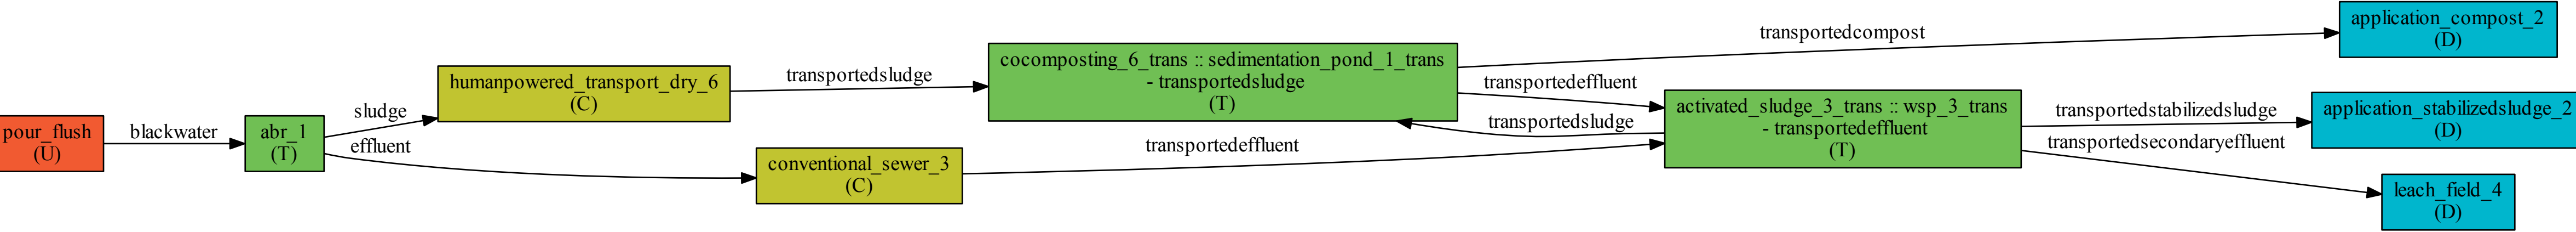 pour_flush
(U)
blackwater
abr_1
(T)
sludge
effluent
humanpowered_transport_dry_6
(C)
conventional_sewer_3
(C)
transportedsludge
transportedeffluent
cocomposting_6_trans :: sedimentation_pond_1_trans
- transportedsludge
(T)
transportedcompost
transportedeffluent
transportedsludge
activated_sludge_3_trans :: wsp_3_trans
- transportedeffluent
(T)
transportedstabilizedsludge
transportedsecondaryeffluent
application_compost_2
(D)
application_stabilizedsludge_2
(D)
leach_field_4
(D)